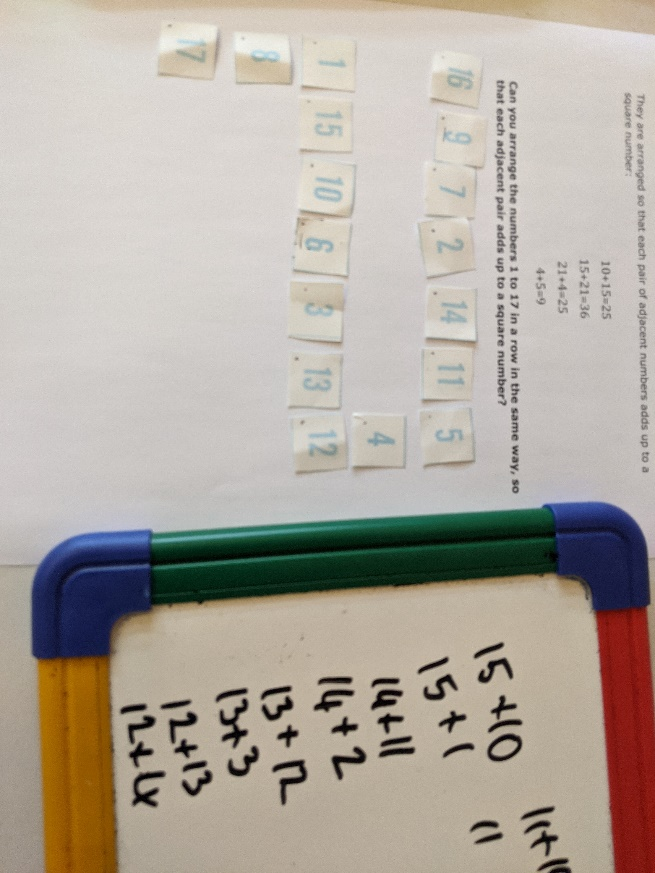 They are arranged so that each pair of adjacent numbers adds up to a
square number:
10+15=25
15+21=36
21+4=25
4+5=9
Can you arrange the numbers 1 to 17 in a row in the same way, so
that each adjacent pair adds up to a square number?
16 9 7 2 14 11 5
4
1 15 10 6 3 13 12
8
17
11+
15+10 11
15+1
14+11
14+2
13+12
13+3
12+13
12+4